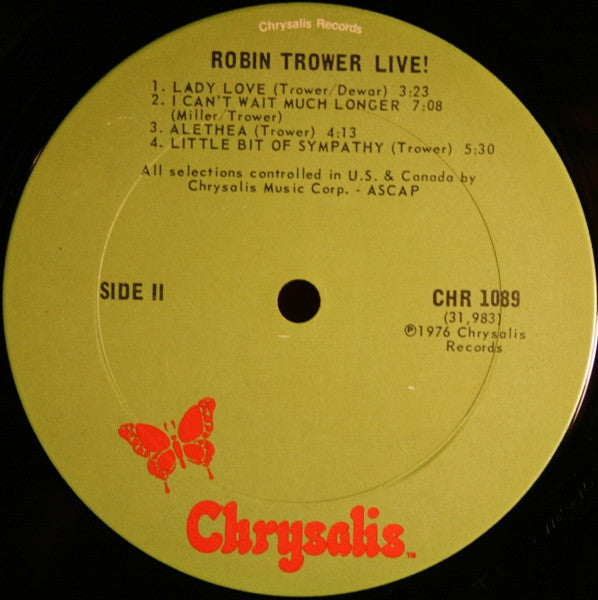 Chrysalis Records
ROBIN TROWER LIVE!
1. LADY LOVE (Trower/Dewar) 3:23
2. I CAN'T WAIT MUCH LONGER 7:08
(Miller/Trower)
3. ALETHEA (Trower) 4:13
4. LITTLE BIT OF SYMPATHY (Trower) 5:30
All selections controlled in U.S. & Canada by
Chrysalis Music Corp. - ASCAP
SIDE II
CHR 1089
(31,983)
℗1976 Chrysalis
Records
Chrysalis™